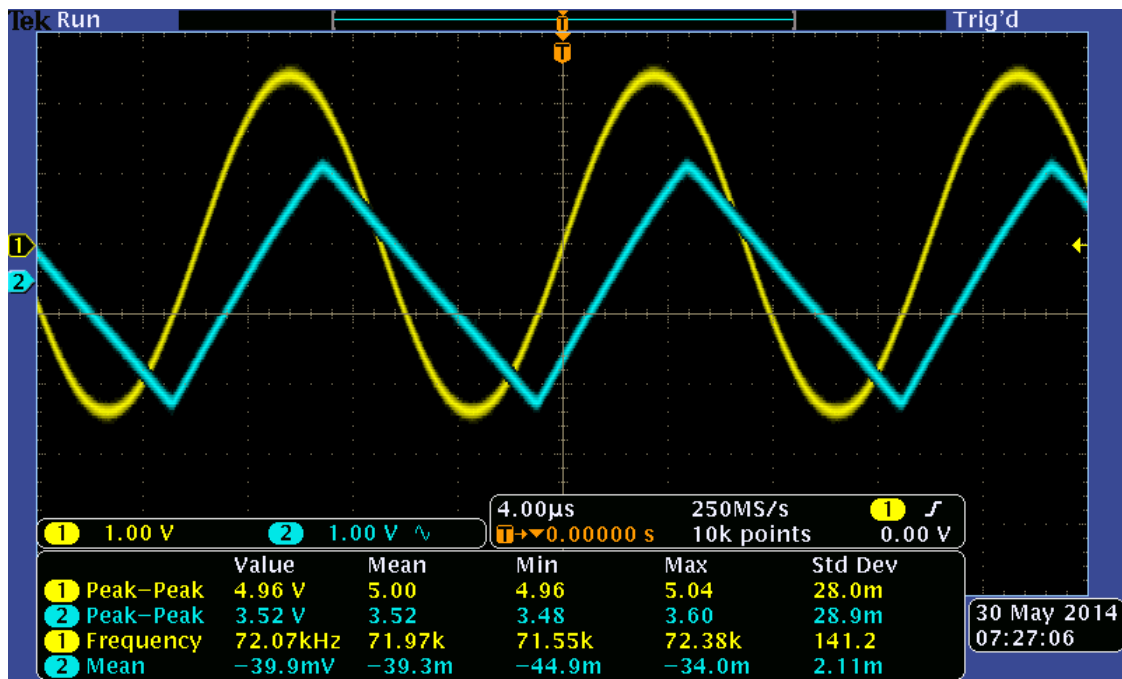 Tek Run Trig'd
T
T
1
2
4.00µs 250MS/s 1
T→▼0.00000 s 10k points 0.00 V
1 1.00 V 2 1.00 V ∿
Value Mean Min Max Std Dev
1 Peak–Peak 4.96 V 5.00 4.96 5.04 28.0m
2 Peak–Peak 3.52 V 3.52 3.48 3.60 28.9m
1 Frequency 72.07kHz 71.97k 71.55k 72.38k 141.2
2 Mean −39.9mV −39.3m −44.9m −34.0m 2.11m
30 May 2014
07:27:06